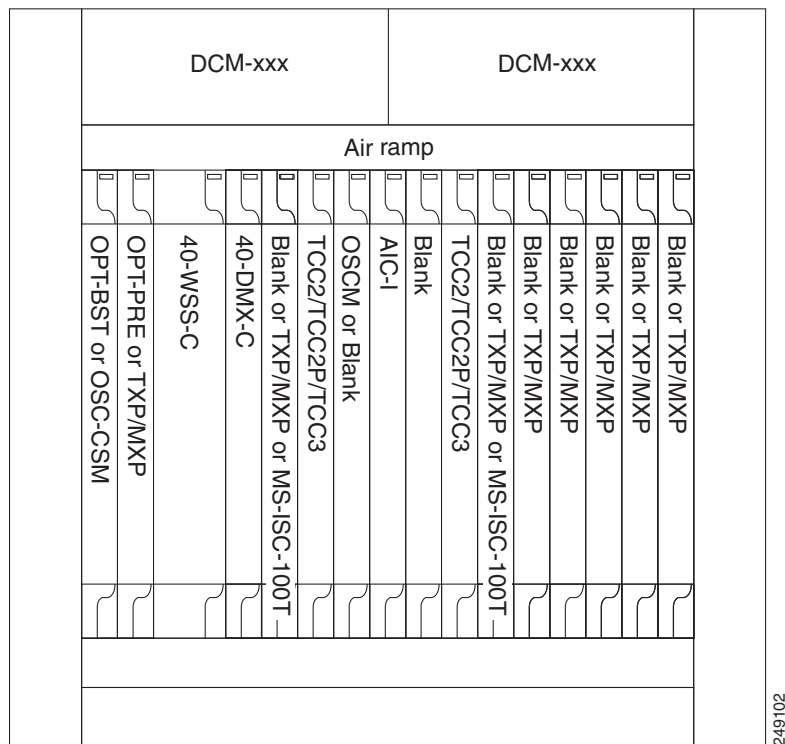 DCM-xxx
DCM-xxx
Air ramp
OPT-BST or OSC-CSM
OPT-PRE or TXP/MXP
40-WSS-C
40-DMX-C
Blank or TXP/MXP or MS-ISC-100T
TCC2/TCC2P/TCC3
OSCM or Blank
AIC-I
Blank
TCC2/TCC2P/TCC3
Blank or TXP/MXP or MS-ISC-100T
Blank or TXP/MXP
Blank or TXP/MXP
Blank or TXP/MXP
Blank or TXP/MXP
Blank or TXP/MXP
249102